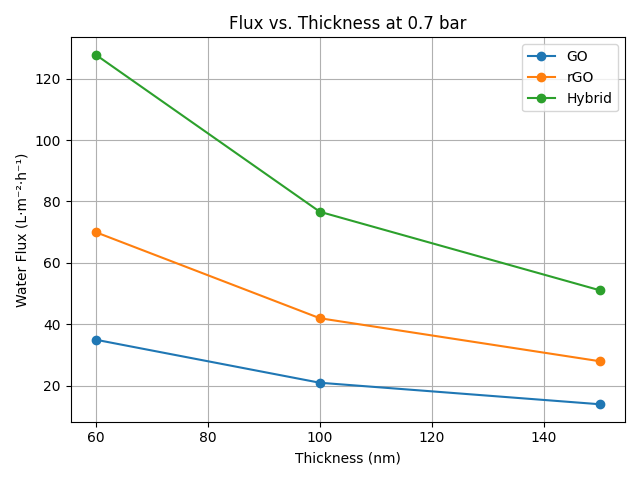 Flux vs. Thickness at 0.7 bar
GO
rGO
Hybrid
Water Flux (L·m⁻²·h⁻¹)
120
100
80
60
40
20
60 80 100 120 140
Thickness (nm)